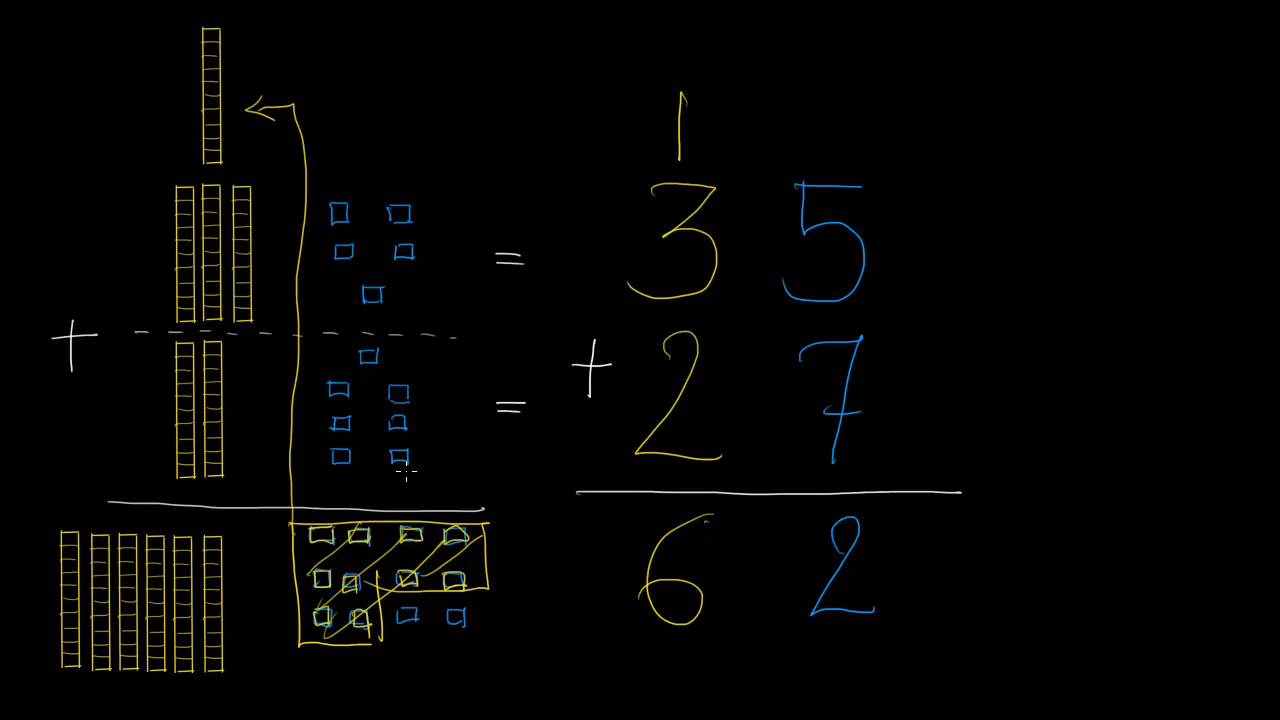 1
= 35
+ + 27
=
62